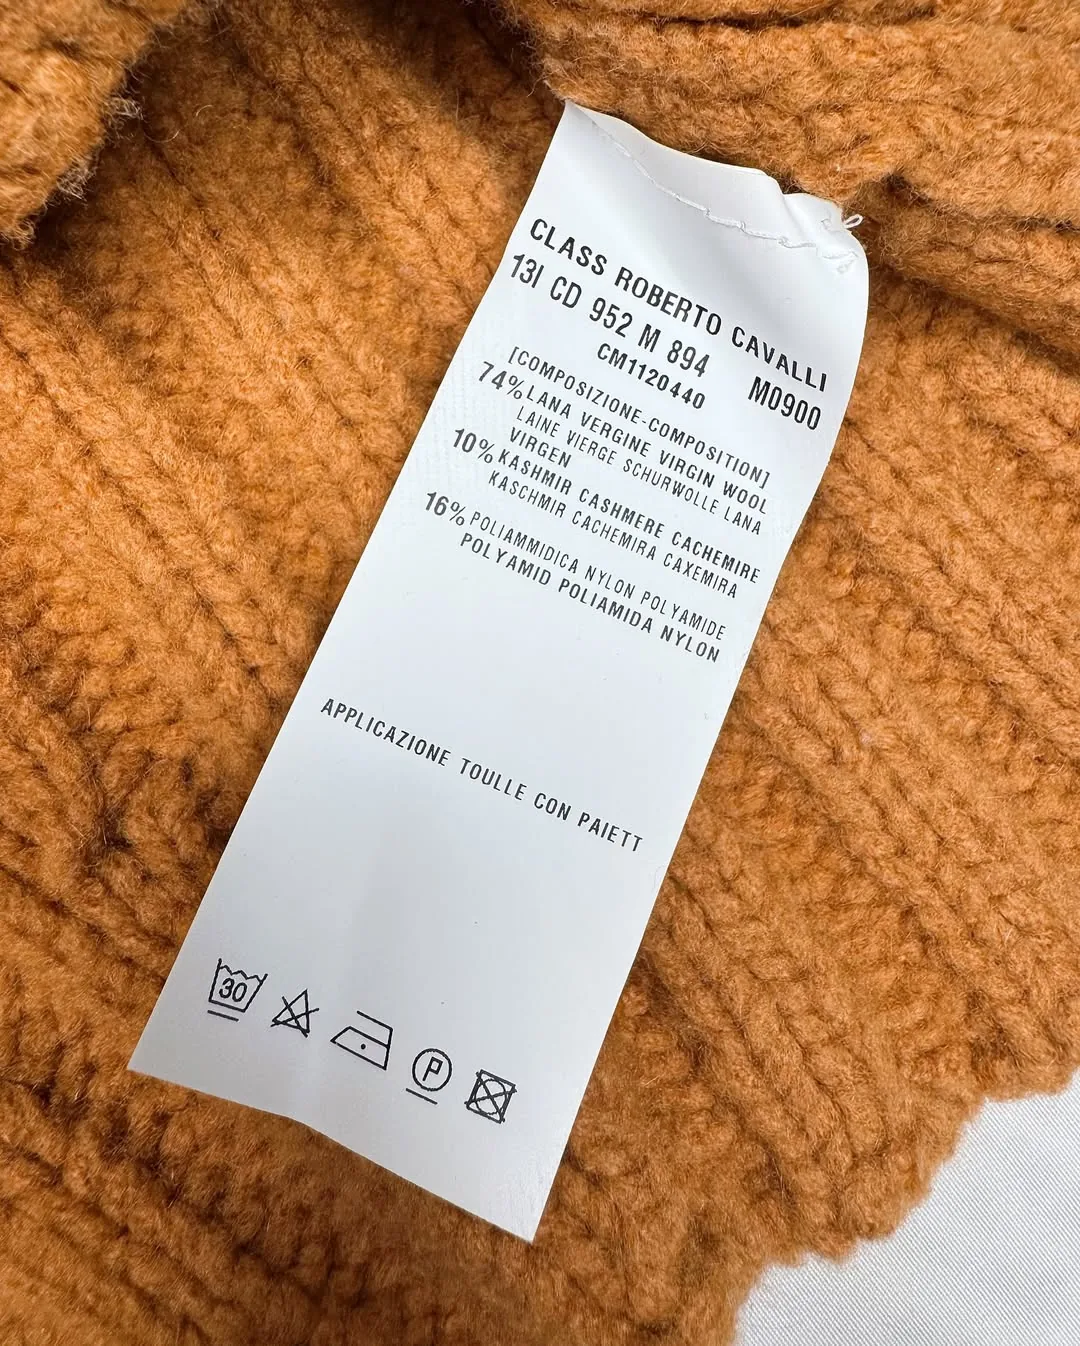 CLASS ROBERTO CAVALLI
13I CD 952 M 894 M0900
CM1120440
[COMPOSIZIONE-COMPOSITION]
74% LANA VERGINE VIRGIN WOOL
LAINE VIERGE SCHURWOLLE LANA
VIRGEN
10% KASHMIR CASHMERE CACHEMIRE
KASCHMIR CACHEMIRA CAXEMIRA
16% POLIAMMIDICA NYLON POLYAMIDE
POLYAMID POLIAMIDA NYLON
APPLICAZIONE TOULLE CON PAIETT
30
P